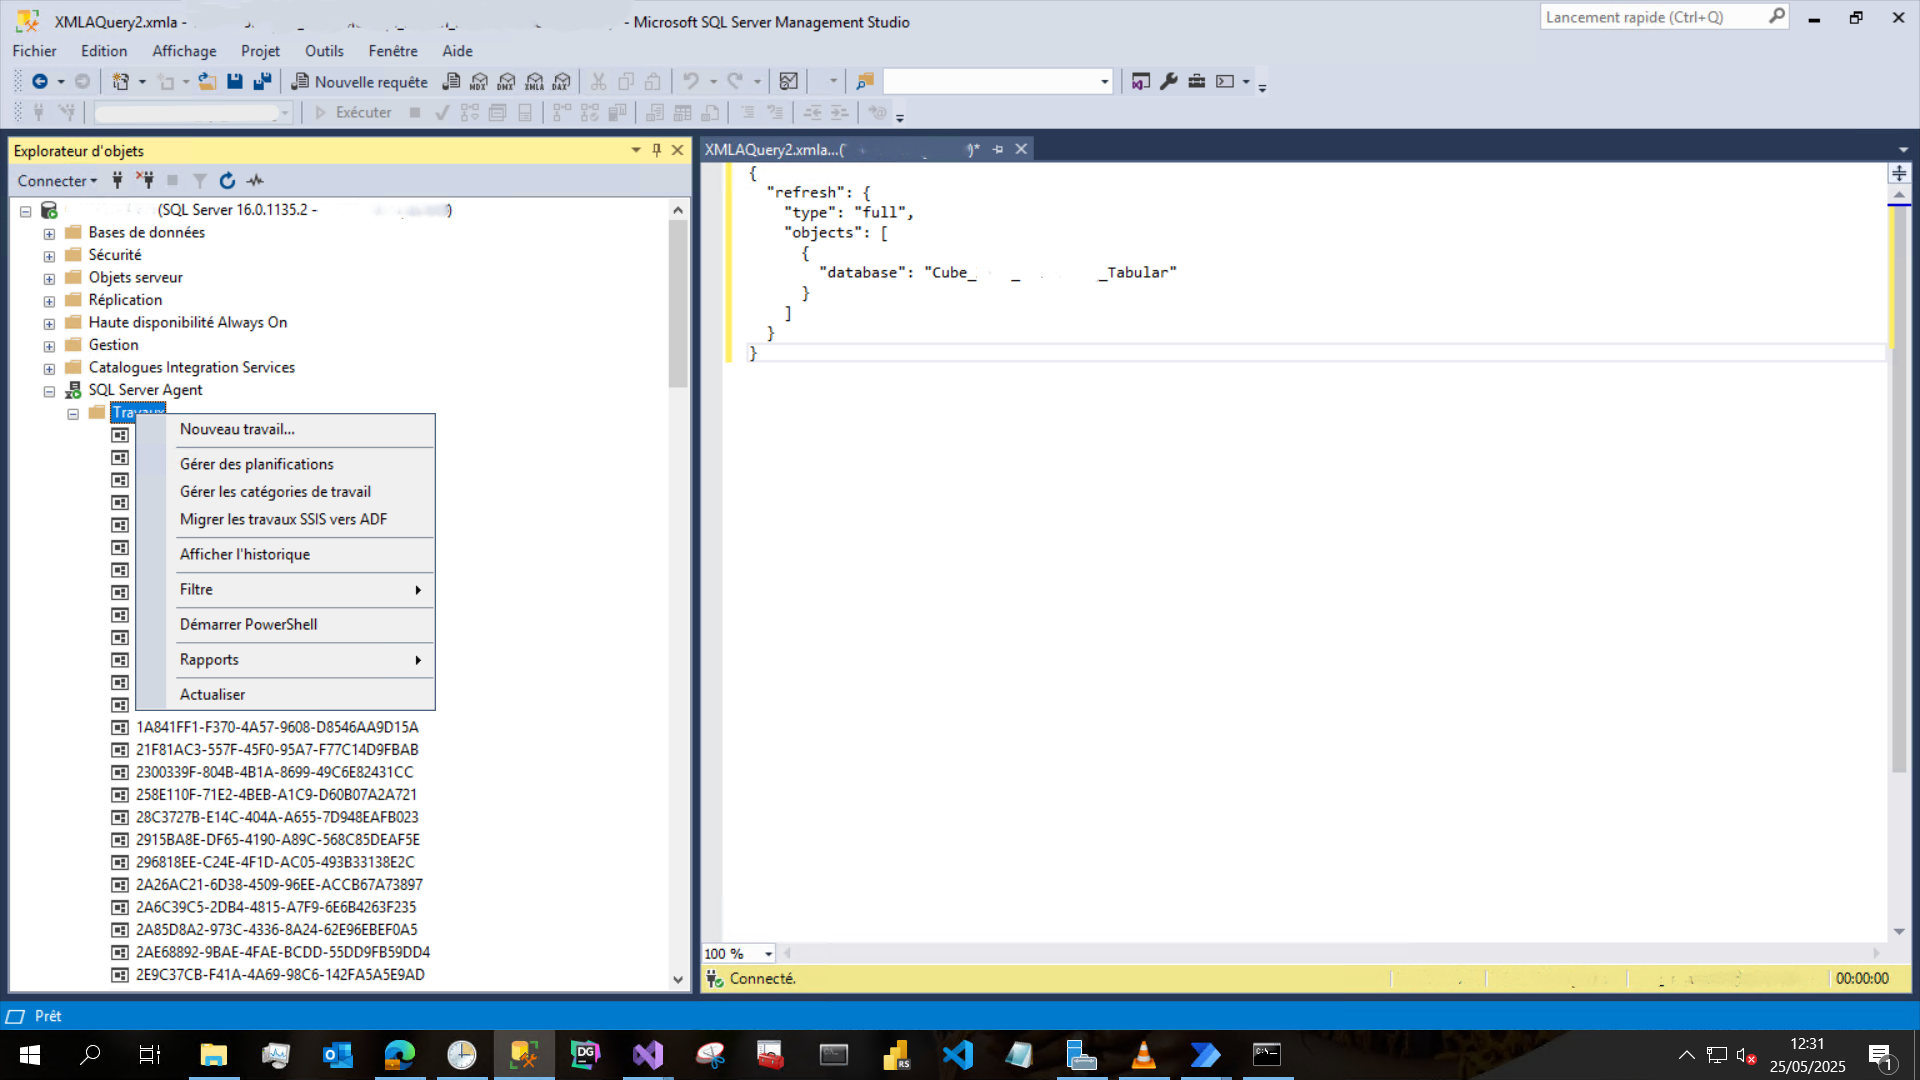 XMLAQuery2.xmla -
- Microsoft SQL Server Management Studio
Lancement rapide (Ctrl+Q)
Fichier Edition Affichage Projet Outils Fenêtre Aide
Nouvelle requête MDX DMX XMLA DAX
Exécuter
Explorateur d'objets
Connecter
(SQL Server 16.0.1135.2 - )
Bases de données
Sécurité
Objets serveur
Réplication
Haute disponibilité Always On
Gestion
Catalogues Integration Services
SQL Server Agent
Travaux
Nouveau travail...
Gérer des planifications
Gérer les catégories de travail
Migrer les travaux SSIS vers ADF
Afficher l'historique
Filtre
Démarrer PowerShell
Rapports
Actualiser
1A841FF1-F370-4A57-9608-D8546AA9D15A
21F81AC3-557F-45F0-95A7-F77C14D9FBAB
2300339F-804B-4B1A-8699-49C6E82431CC
258E110F-71E2-4BEB-A1C9-D60B07A2A721
28C3727B-E14C-404A-A655-7D948EAFB023
2915BA8E-DF65-4190-A89C-568C85DEAF5E
296818EE-C24E-4F1D-AC05-493B33138E2C
2A26AC21-6D38-4509-96EE-ACCB67A73897
2A6C39C5-2DB4-4815-A7F9-6E6B4263F235
2A85D8A2-973C-4336-8A24-62E96EBEF0A5
2AE68892-9BAE-4FAE-BCDD-55DD9FB59DD4
2E9C37CB-F41A-4A69-98C6-142FA5A5E9AD
XMLAQuery2.xmla...( )*
{
"refresh": {
"type": "full",
"objects": [
{
"database": "Cube_ _ _Tabular"
}
]
}
}
100 %
Connecté.
00:00:00
Prêt
DG
RS
12:31
25/05/2025
1